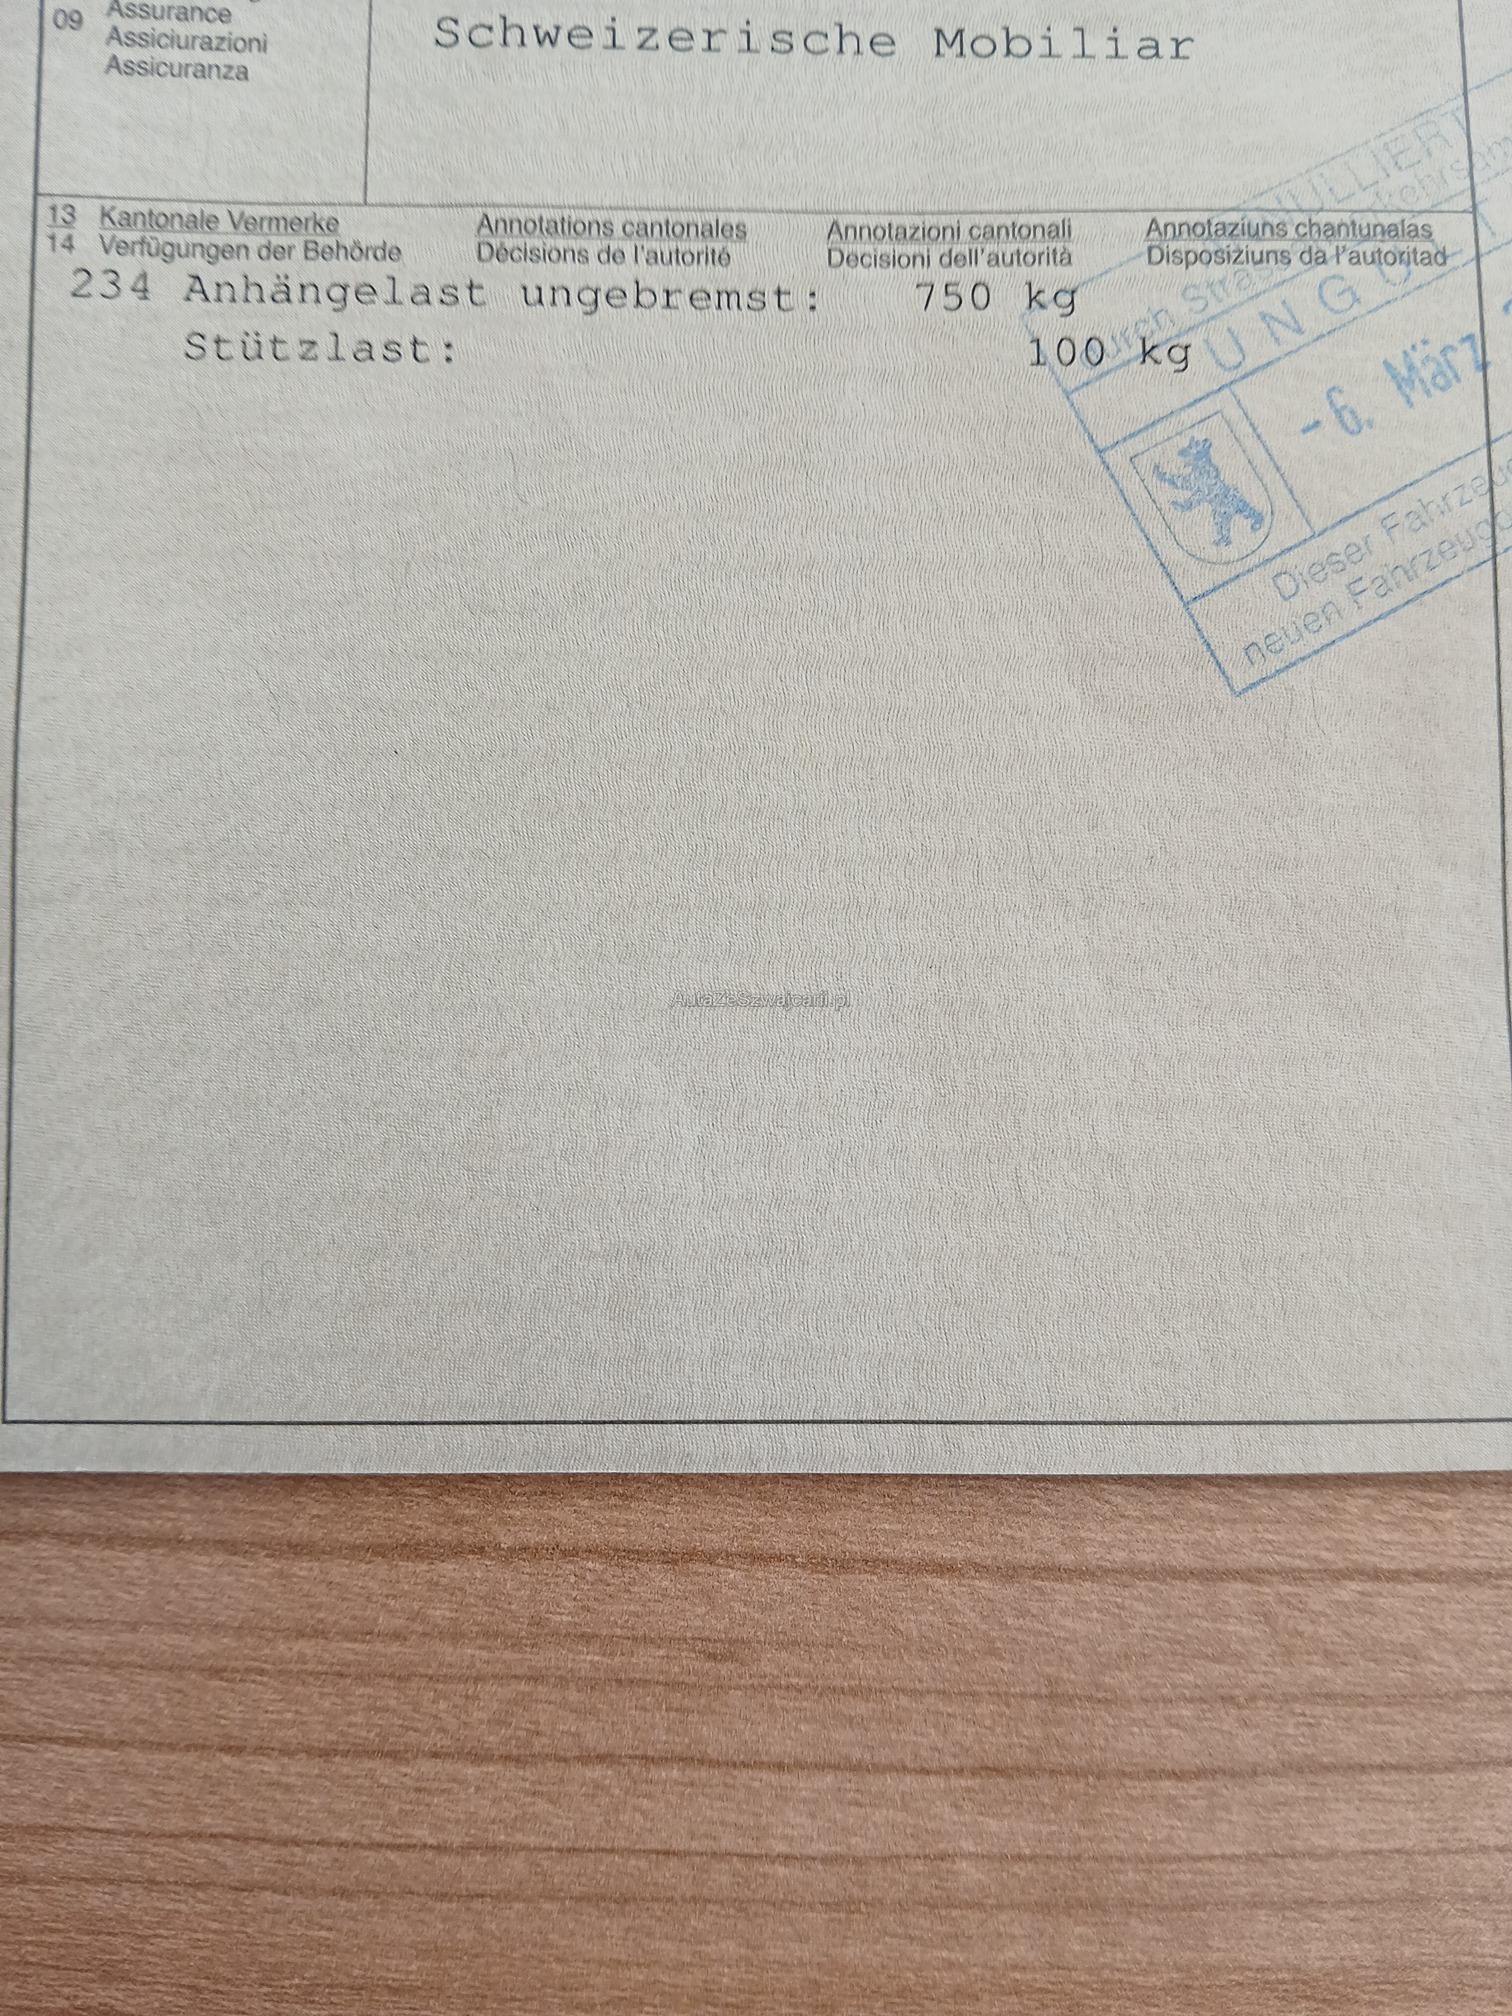 09 Assurance
Assiciurazioni
Assicuranza
Schweizerische Mobiliar
13 Kantonale Vermerke Annotations cantonales Annotazioni cantonali Annotaziuns chantunalas
14 Verfügungen der Behörde Décisions de l'autorité Decisioni dell'autorità Disposiziuns da l'autoritad
234 Anhängelast ungebremst: 750 kg
Stützlast: 100 kg
-6. März
Dieser
neuen
AutaZeSzwajcarii.pl